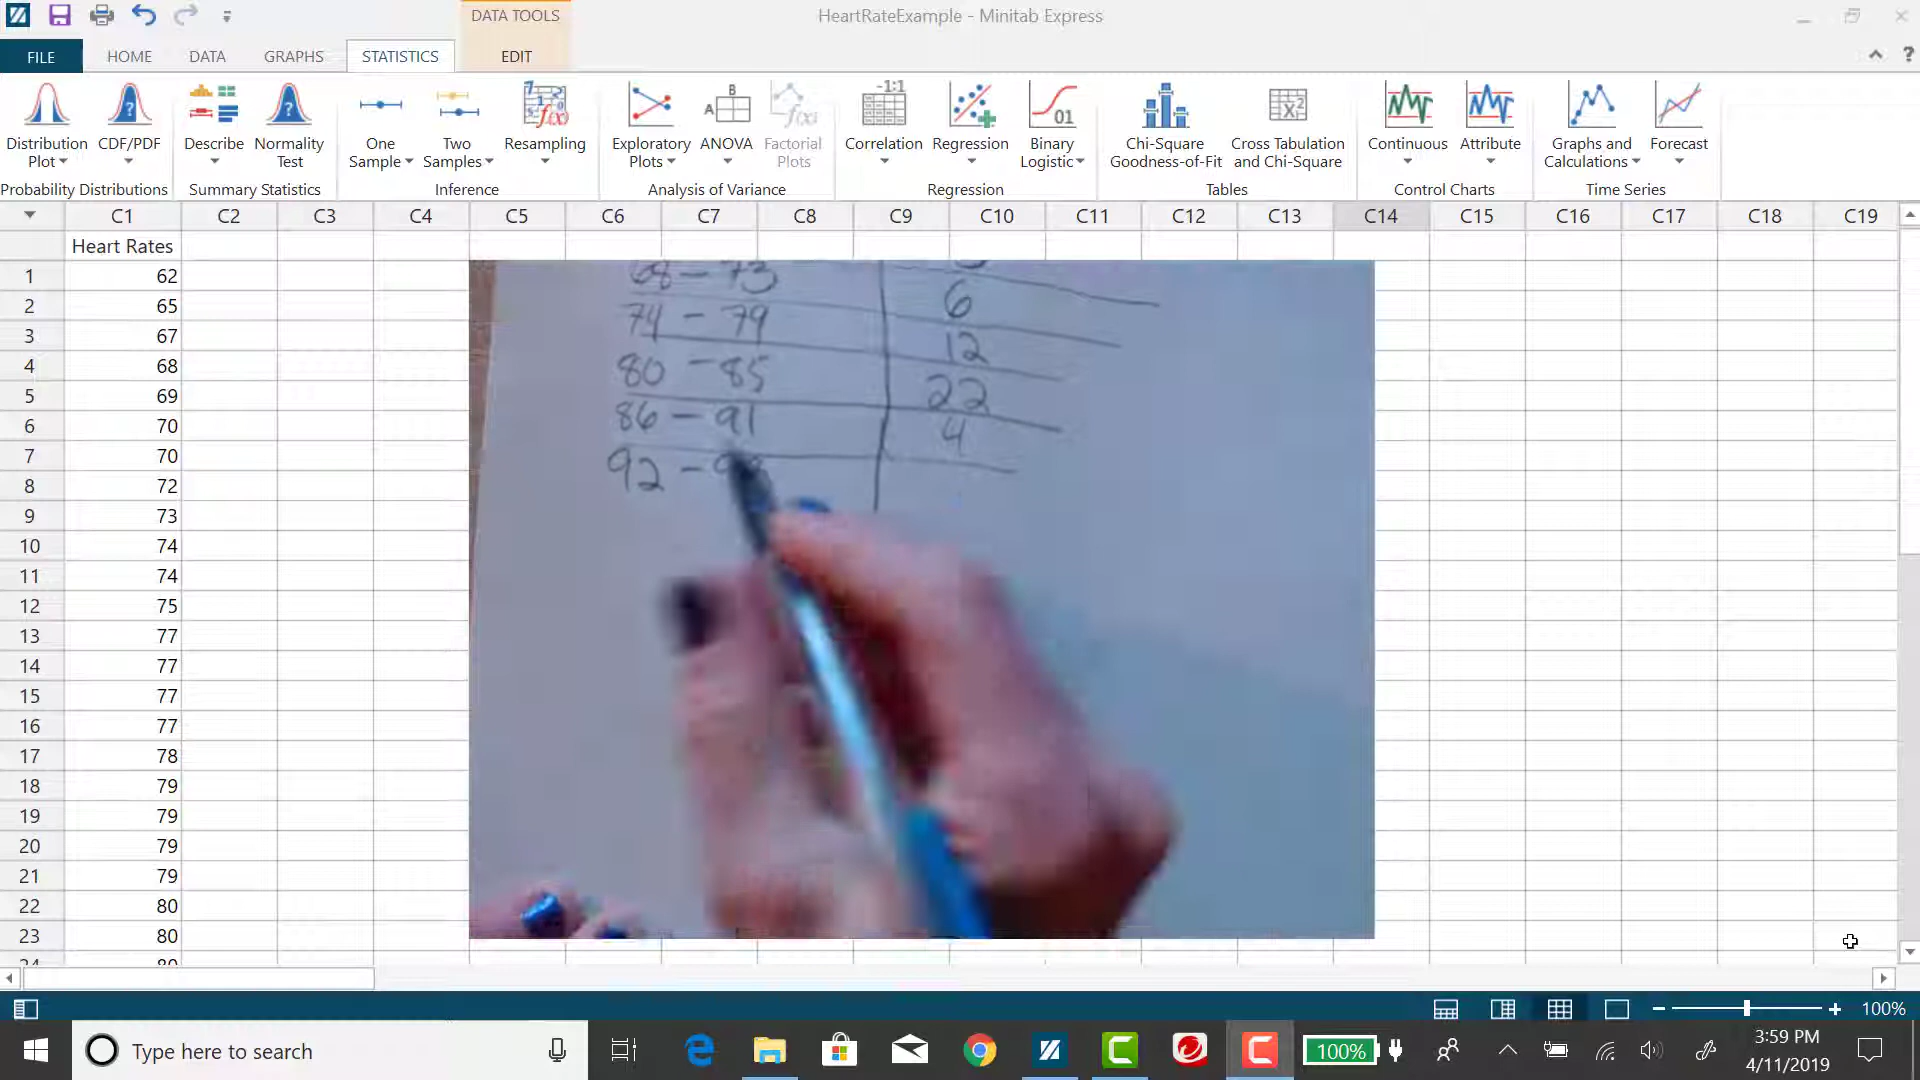 DATA TOOLS
HeartRateExample - Minitab Express
FILE HOME DATA GRAPHS STATISTICS EDIT
Distribution Plot CDF/PDF
Probability Distributions
Describe Normality Test
Summary Statistics
One Sample Two Samples Resampling
Inference
Exploratory Plots ANOVA Factorial Plots
Analysis of Variance
Correlation Regression Binary Logistic
Regression
Chi-Square Goodness-of-Fit Cross Tabulation and Chi-Square
Tables
Continuous Attribute
Control Charts
Graphs and Calculations Forecast
Time Series
C1 C2 C3 C4 C5 C6 C7 C8 C9 C10 C11 C12 C13 C14 C15 C16 C17 C18 C19
Heart Rates
1 62
2 65
3 67
4 68
5 69
6 70
7 70
8 72
9 73
10 74
11 74
12 75
13 77
14 77
15 77
16 77
17 78
18 79
19 79
20 79
21 79
22 80
23 80
24 80
68 - 73
74 - 79 6
80 - 85 12
86 - 91 22
92 - 4
100%
Type here to search
100%
3:59 PM
4/11/2019